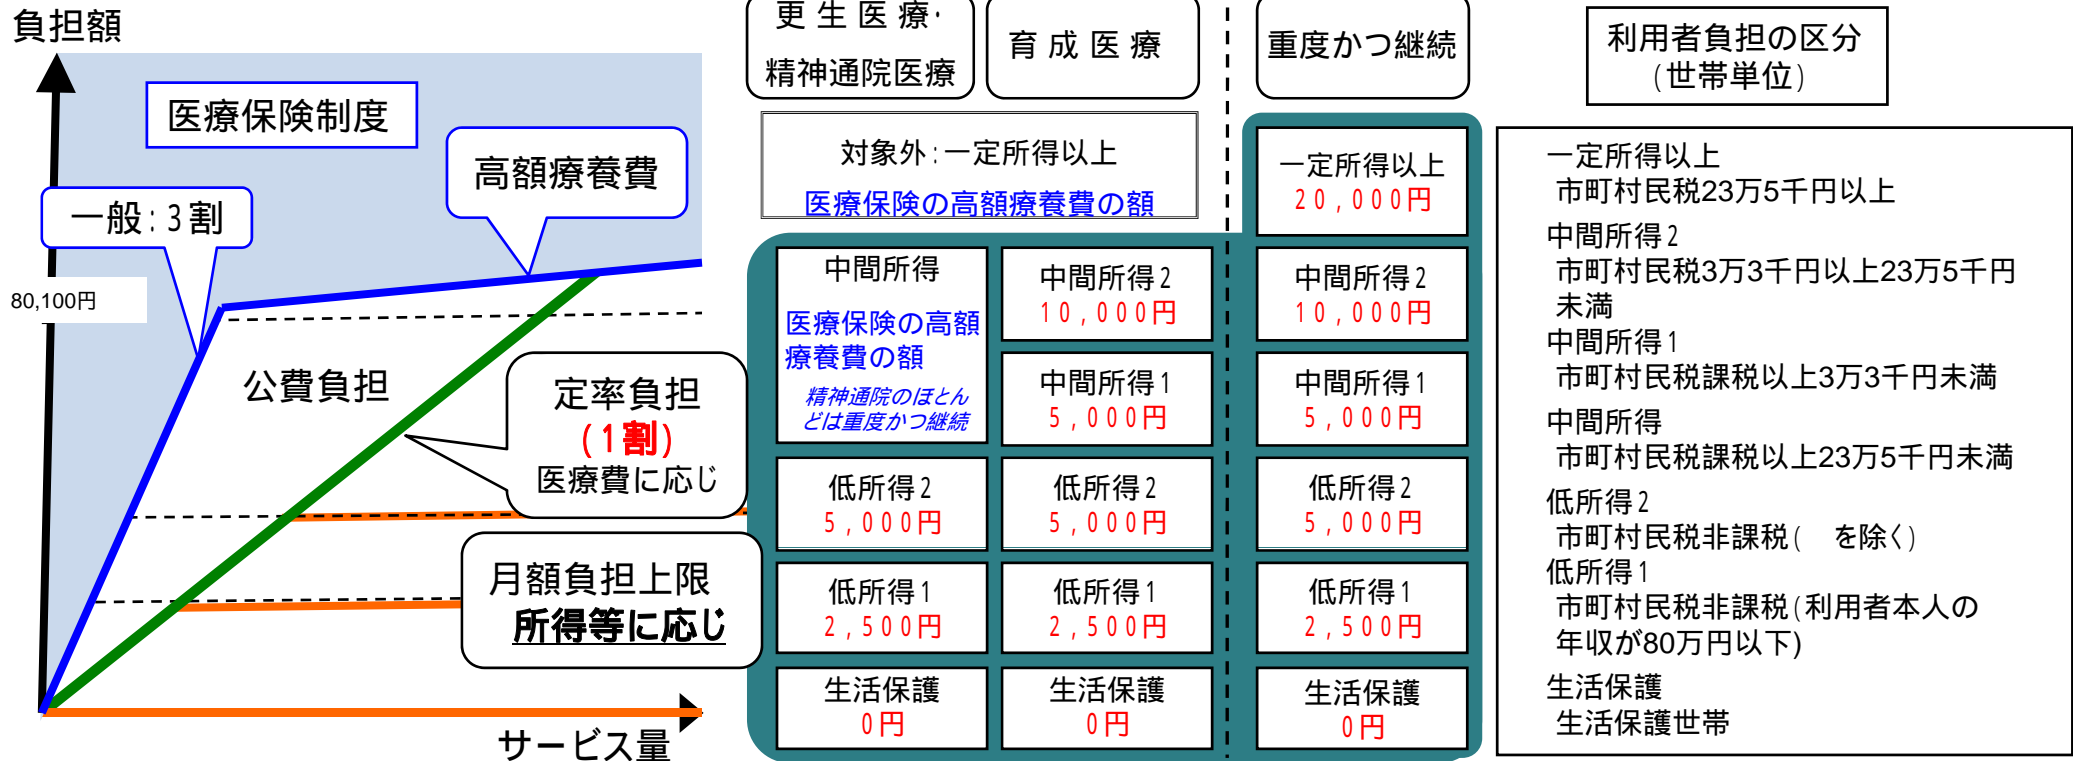 負担額
医療保険制度
高額療養費
一般:3割
80,100円
公費負担
定率負担
(1割)
医療費に応じ
月額負担上限
所得等に応じ
サービス量
更生医療・
精神通院医療
育成医療
重度かつ継続
対象外:一定所得以上
医療保険の高額療養費の額
一定所得以上
20,000円
中間所得
医療保険の高額
療養費の額
精神通院のほとん
どは重度かつ継続
中間所得2
10,000円
中間所得2
10,000円
中間所得1
5,000円
中間所得1
5,000円
低所得2
5,000円
低所得2
5,000円
低所得2
5,000円
低所得1
2,500円
低所得1
2,500円
低所得1
2,500円
生活保護
0円
生活保護
0円
生活保護
0円
利用者負担の区分
(世帯単位)
一定所得以上
市町村民税23万5千円以上
中間所得2
市町村民税3万3千円以上23万5千円
未満
中間所得1
市町村民税課税以上3万3千円未満
中間所得
市町村民税課税以上23万5千円未満
低所得2
市町村民税非課税(　を除く)
低所得1
市町村民税非課税(利用者本人の
年収が80万円以下)
生活保護
生活保護世帯